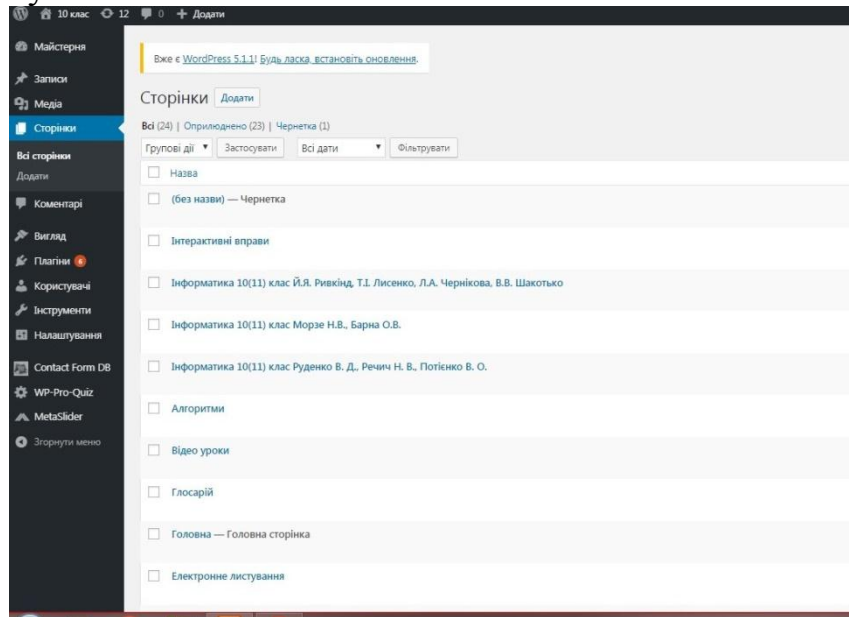 10 клас 12 0 Додати
Майстерня
Записи
Медіа
Сторінки
Всі сторінки
Додати
Коментарі
Вигляд
Плагіни 6
Користувачі
Інструменти
Налаштування
Contact Form DB
WP-Pro-Quiz
MetaSlider
Згорнути меню
Вже є WordPress 5.1.1! Будь ласка, встановіть оновлення.
Сторінки Додати
Всі (24) | Оприлюднено (23) | Чернетка (1)
Групові дії Застосувати Всі дати Фільтрувати
Назва
(без назви) — Чернетка
Інтерактивні вправи
Інформатика 10(11) клас Й.Я. Ривкінд, Т.І. Лисенко, Л.А. Чернікова, В.В. Шакотько
Інформатика 10(11) клас Морзе Н.В., Барна О.В.
Інформатика 10(11) клас Руденко В. Д., Речич Н. В., Потієнко В. О.
Алгоритми
Відео уроки
Глосарій
Головна — Головна сторінка
Електронне листування